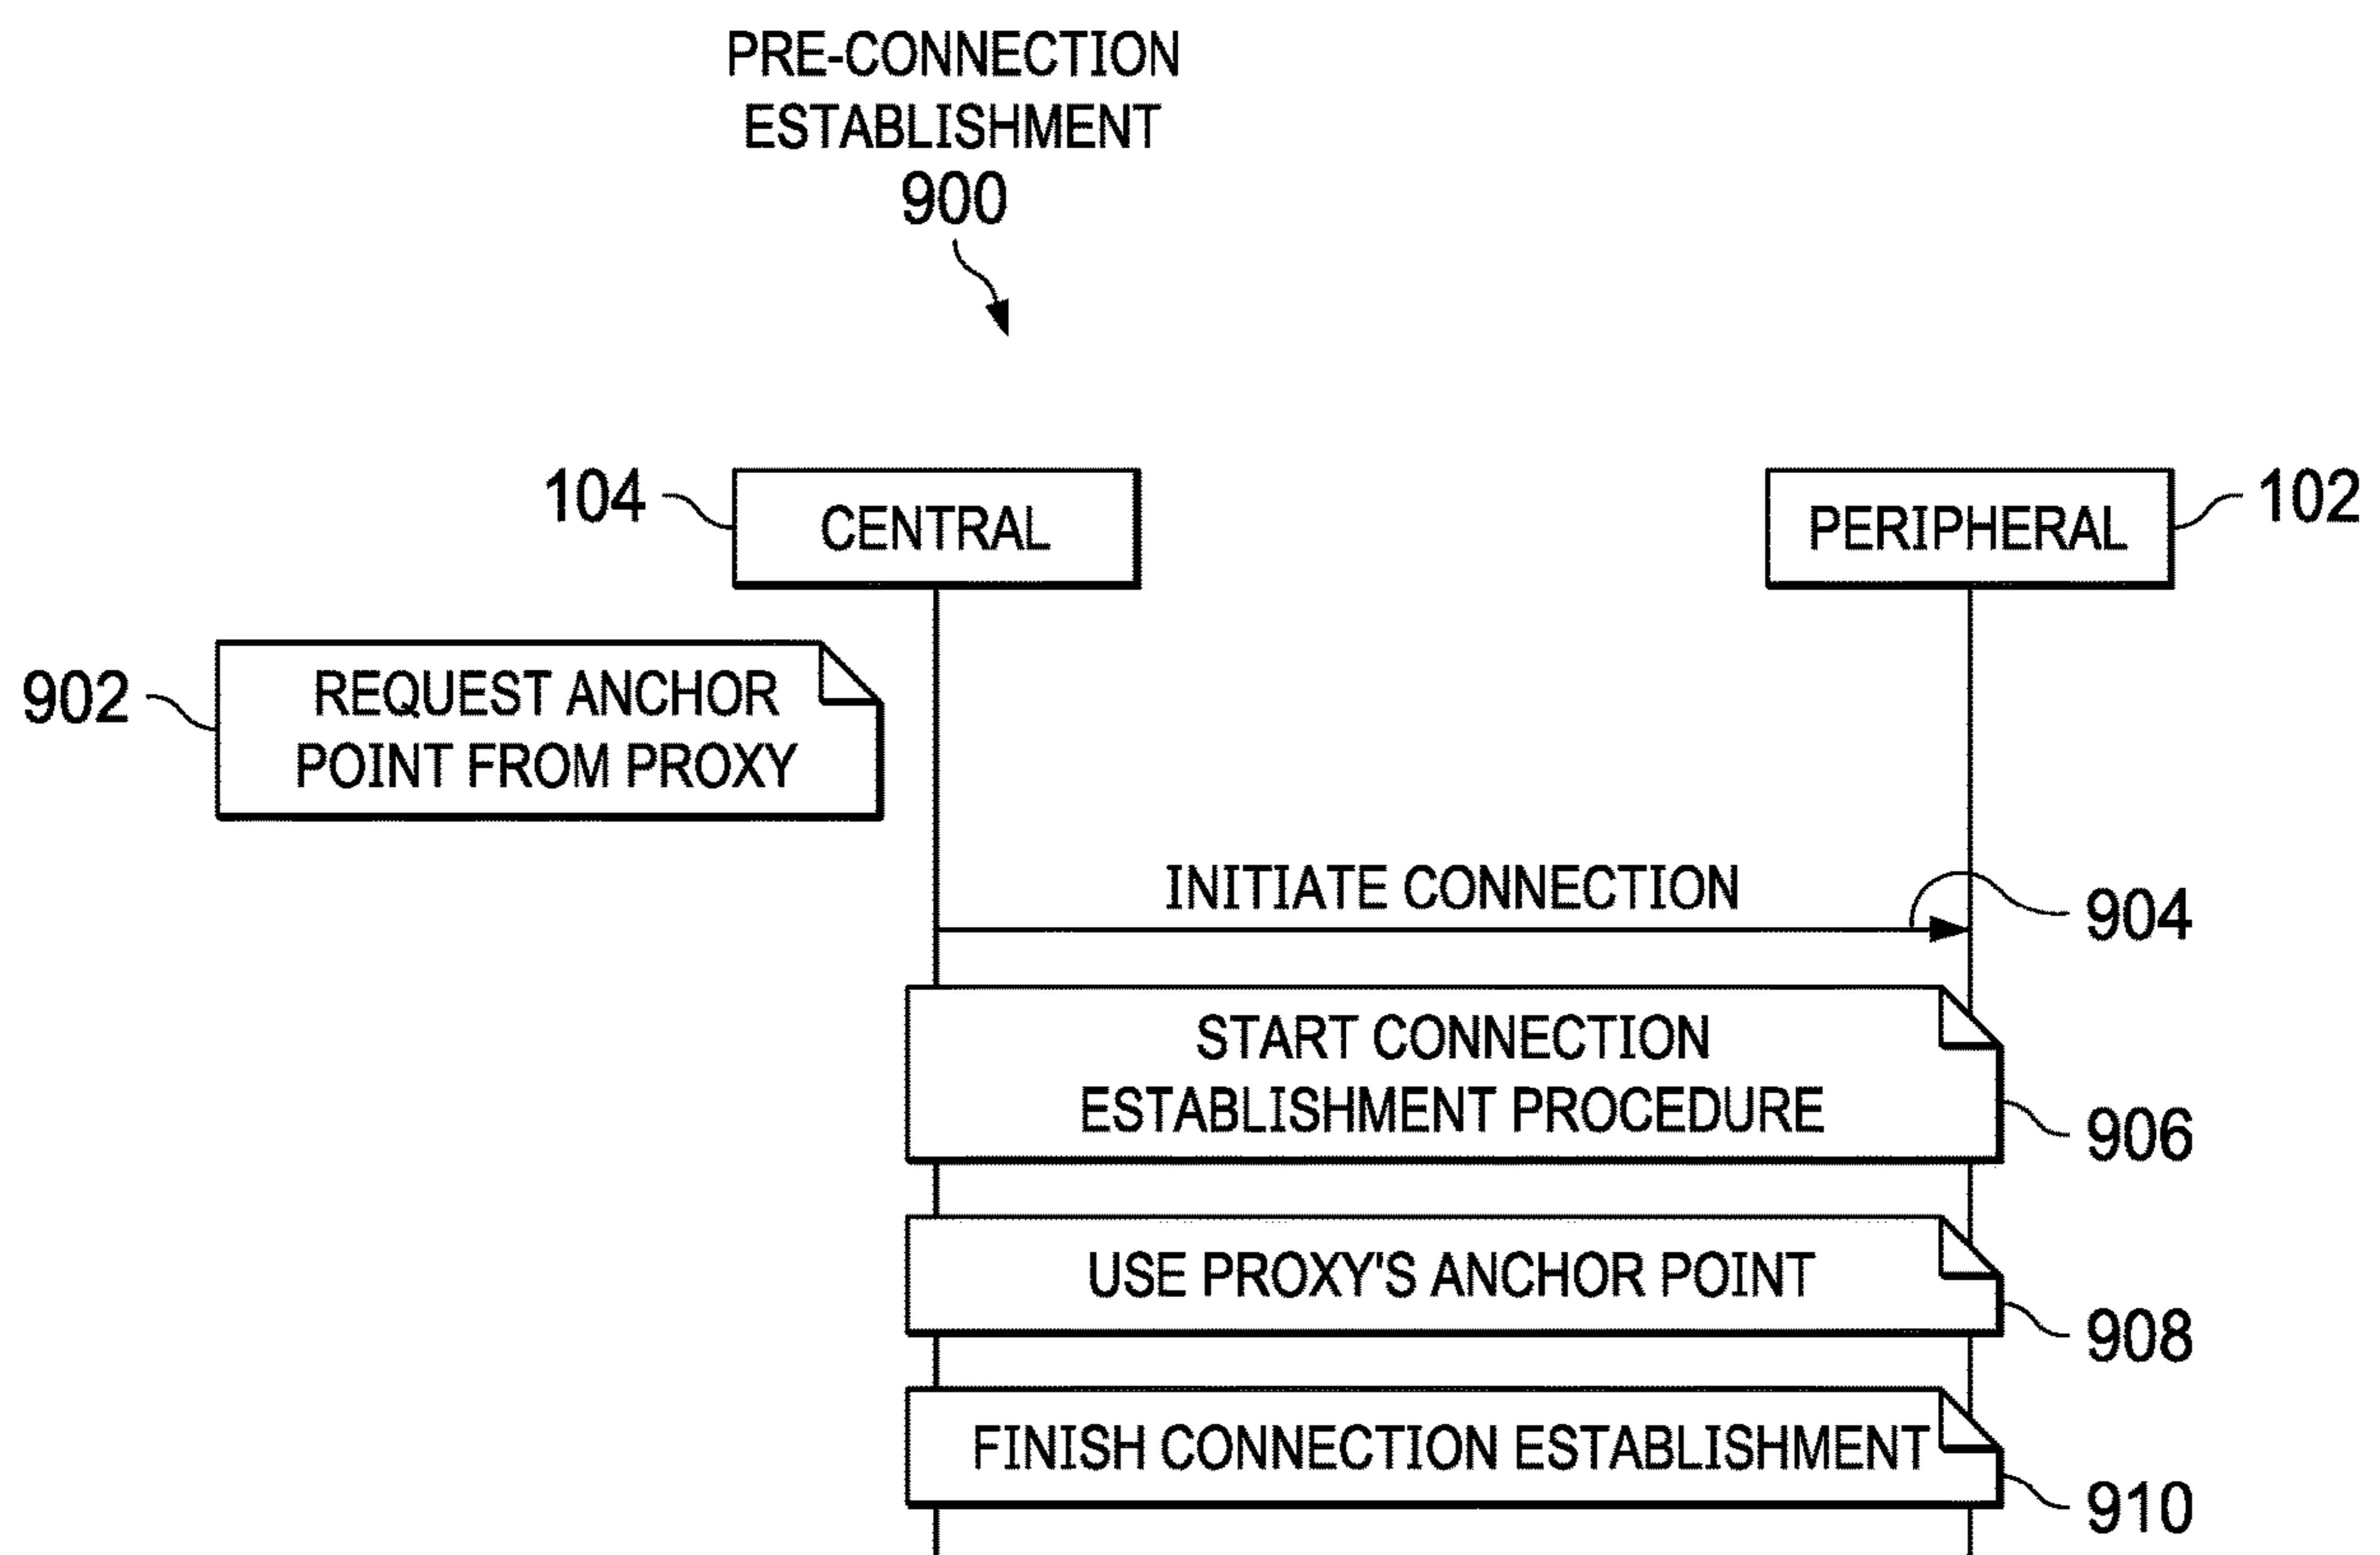 PRE-CONNECTION
ESTABLISHMENT
900
104
CENTRAL
PERIPHERAL
102
902
REQUEST ANCHOR
POINT FROM PROXY
INITIATE CONNECTION
904
START CONNECTION
ESTABLISHMENT PROCEDURE
906
USE PROXY'S ANCHOR POINT
908
FINISH CONNECTION ESTABLISHMENT
910